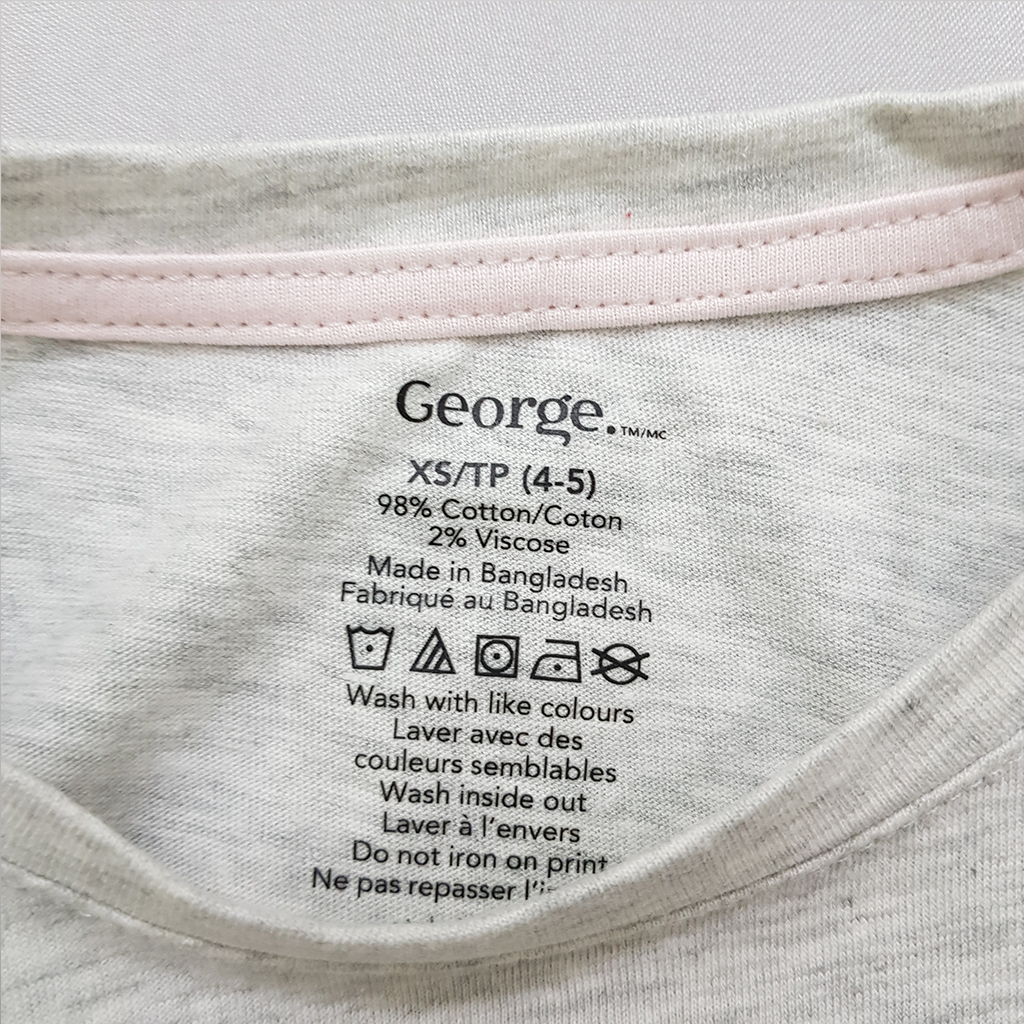 George.™/MC
XS/TP (4-5)
98% Cotton/Coton
2% Viscose
Made in Bangladesh
Fabriqué au Bangladesh
Wash with like colours
Laver avec des
couleurs semblables
Wash inside out
Laver à l'envers
Do not iron on print
Ne pas repasser